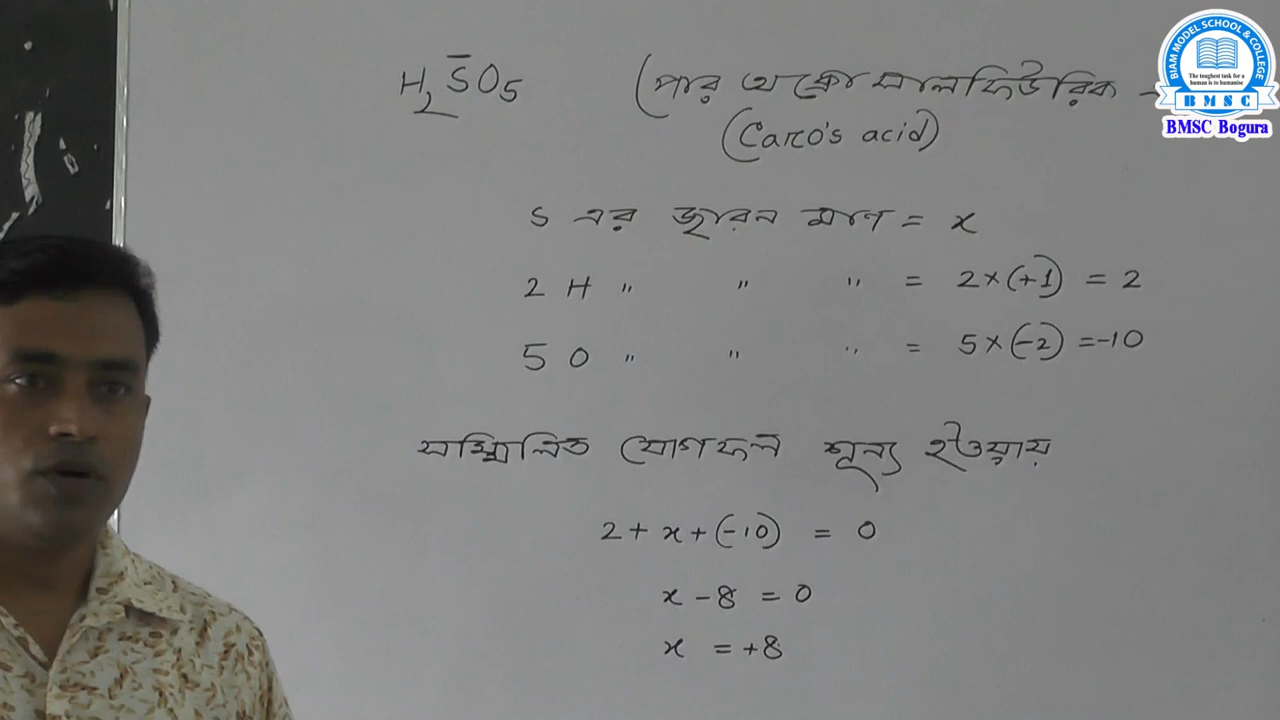 H₂SO₅ (পার অক্সো সালফিউরিক -
(Caro's acid)
S এর জারন মাণ = x
2 H " " " = 2×(+1) = 2
5 O " " " = 5×(-2) = -10
সম্মিলিত যোগফল শূন্য হওয়ায়
2 + x + (-10) = 0
x - 8 = 0
x = +8
BIAM MODEL SCHOOL & COLLEGE
The toughest task for a human is to humanise
BMSC
BMSC Bogura